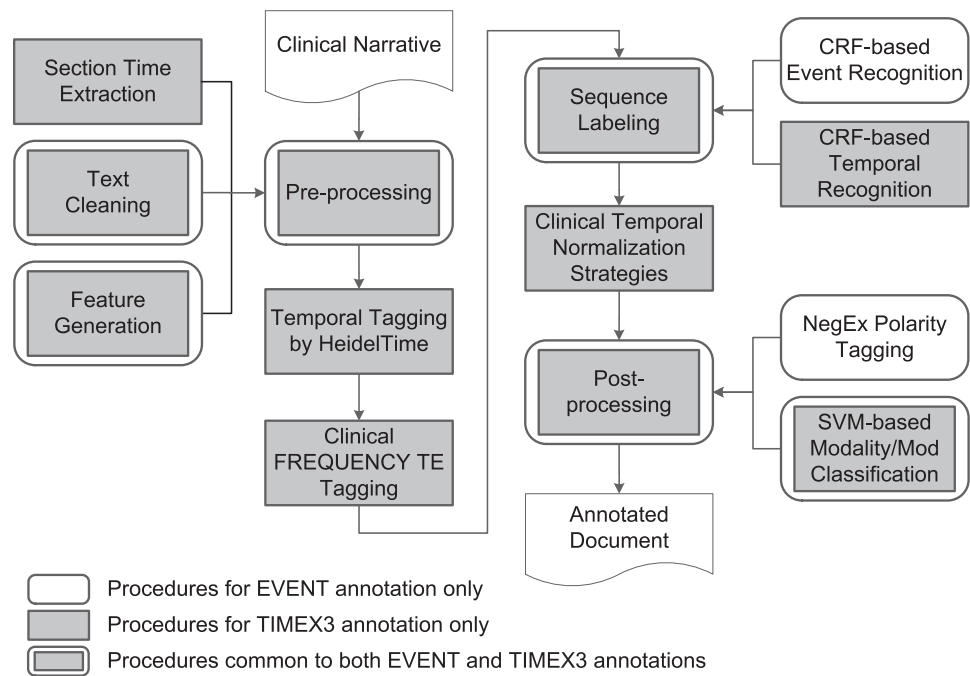 Section Time
Extraction
Text
Cleaning
Feature
Generation
Clinical Narrative
Pre-processing
Temporal Tagging
by HeidelTime
Clinical
FREQUENCY TE
Tagging
Sequence
Labeling
Clinical Temporal
Normalization
Strategies
Post-
processing
Annotated
Document
CRF-based
Event Recognition
CRF-based
Temporal
Recognition
NegEx Polarity
Tagging
SVM-based
Modality/Mod
Classification
Procedures for EVENT annotation only
Procedures for TIMEX3 annotation only
Procedures common to both EVENT and TIMEX3 annotations